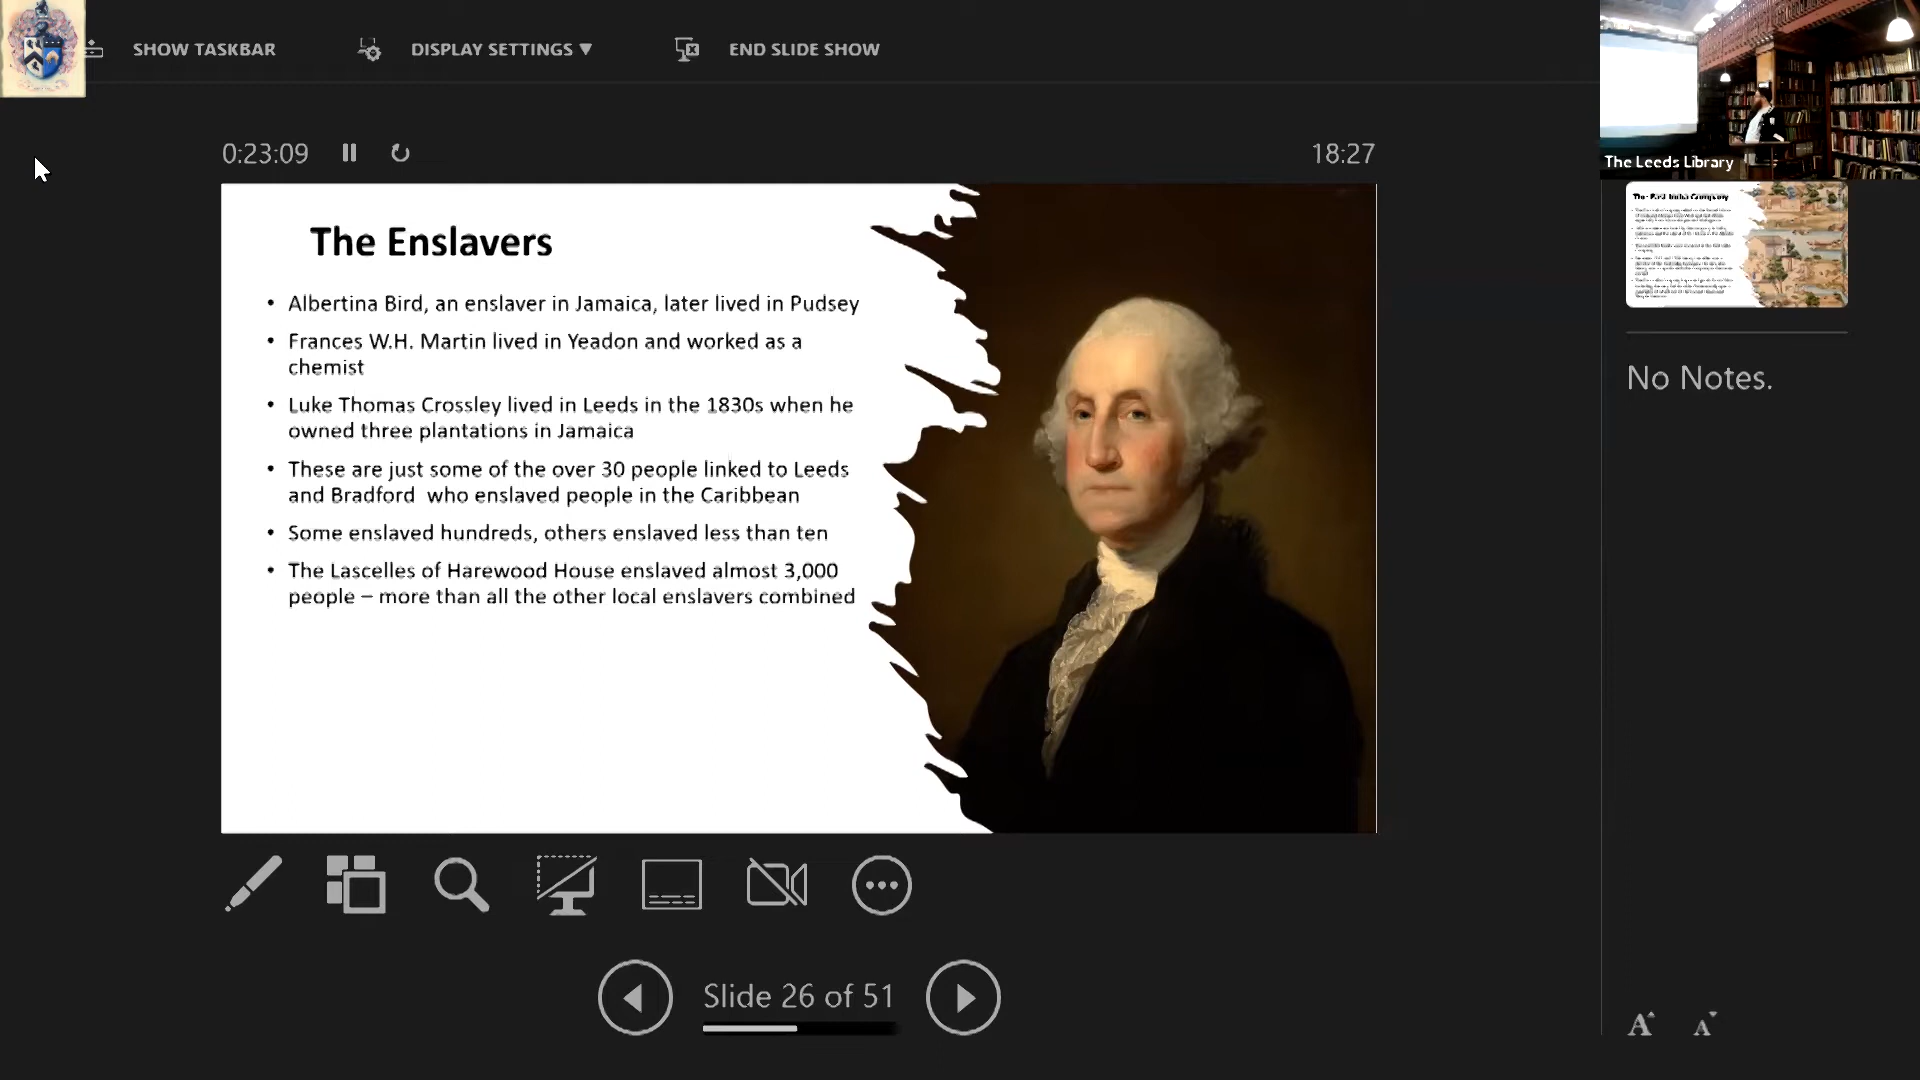 SHOW TASKBAR
DISPLAY SETTINGS ▼
END SLIDE SHOW
The Leeds Library
0:23:09
18:27
The Enslavers
• Albertina Bird, an enslaver in Jamaica, later lived in Pudsey
• Frances W.H. Martin lived in Yeadon and worked as a
chemist
• Luke Thomas Crossley lived in Leeds in the 1830s when he
owned three plantations in Jamaica
• These are just some of the over 30 people linked to Leeds
and Bradford who enslaved people in the Caribbean
• Some enslaved hundreds, others enslaved less than ten
• The Lascelles of Harewood House enslaved almost 3,000
people – more than all the other local enslavers combined
The East India Company
No Notes.
Slide 26 of 51
A
A